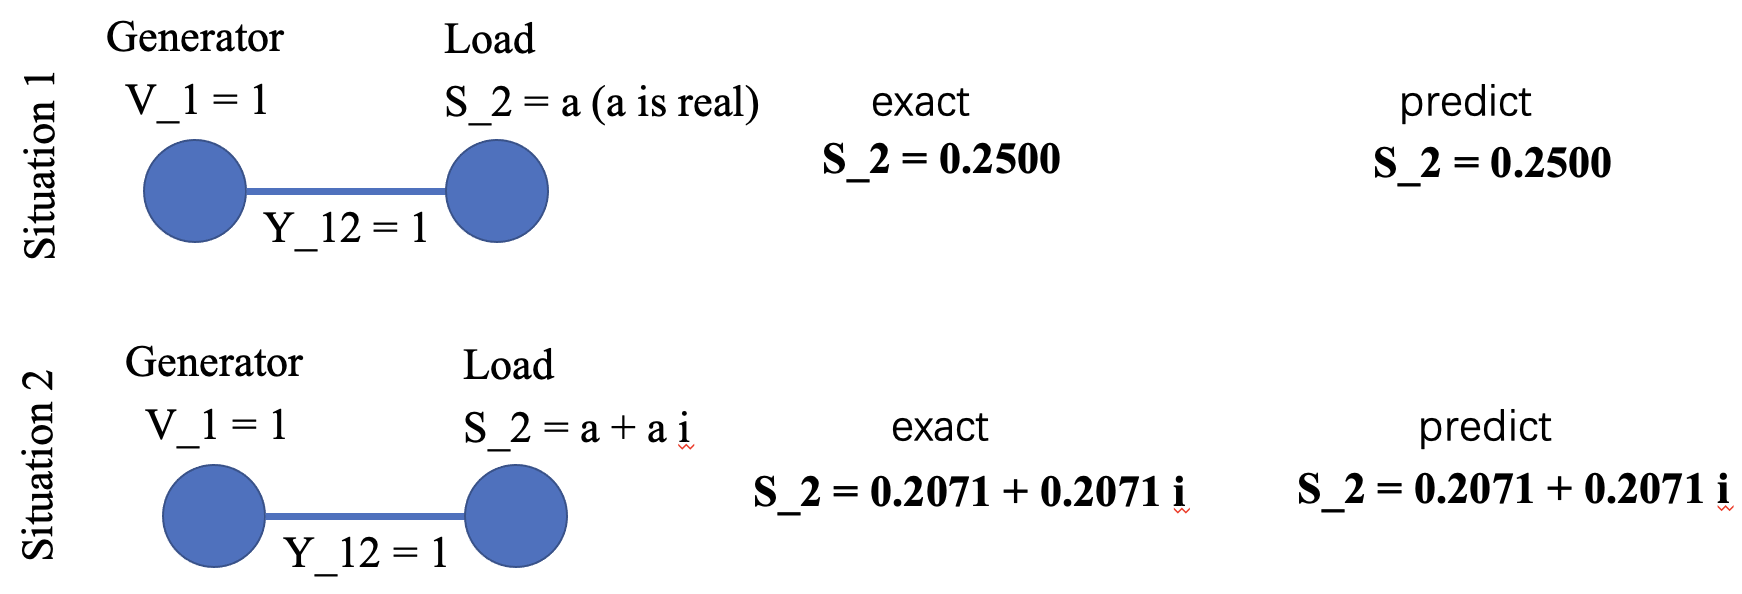 Situation 1
Generator
V_1 = 1
Y_12 = 1
Load
S_2 = a (a is real)
exact
S_2 = 0.2500
predict
S_2 = 0.2500
Situation 2
Generator
V_1 = 1
Y_12 = 1
Load
S_2 = a + a i
exact
S_2 = 0.2071 + 0.2071 i
predict
S_2 = 0.2071 + 0.2071 i